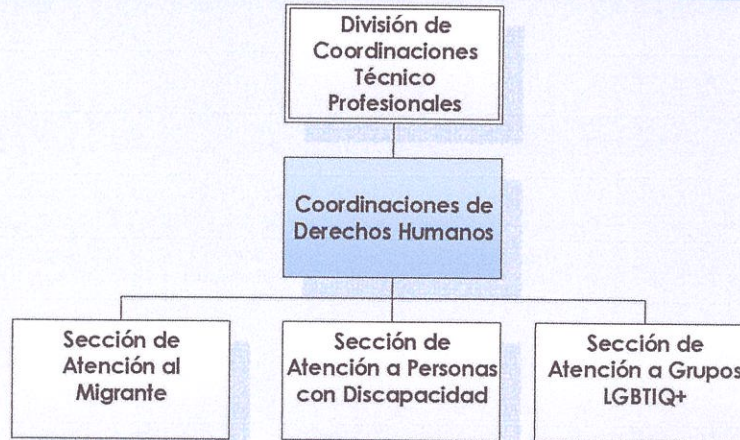 División de
Coordinaciones
Técnico
Profesionales
Coordinaciones de
Derechos Humanos
Sección de
Atención al
Migrante
Sección de
Atención a Personas
con Discapacidad
Sección de
Atención a Grupos
LGBTIQ+